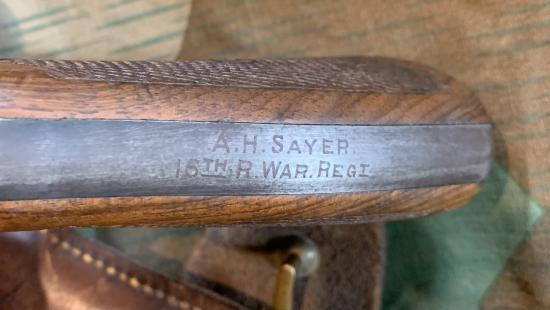 A.H. SAYER.
15TH. R. WAR. REGT